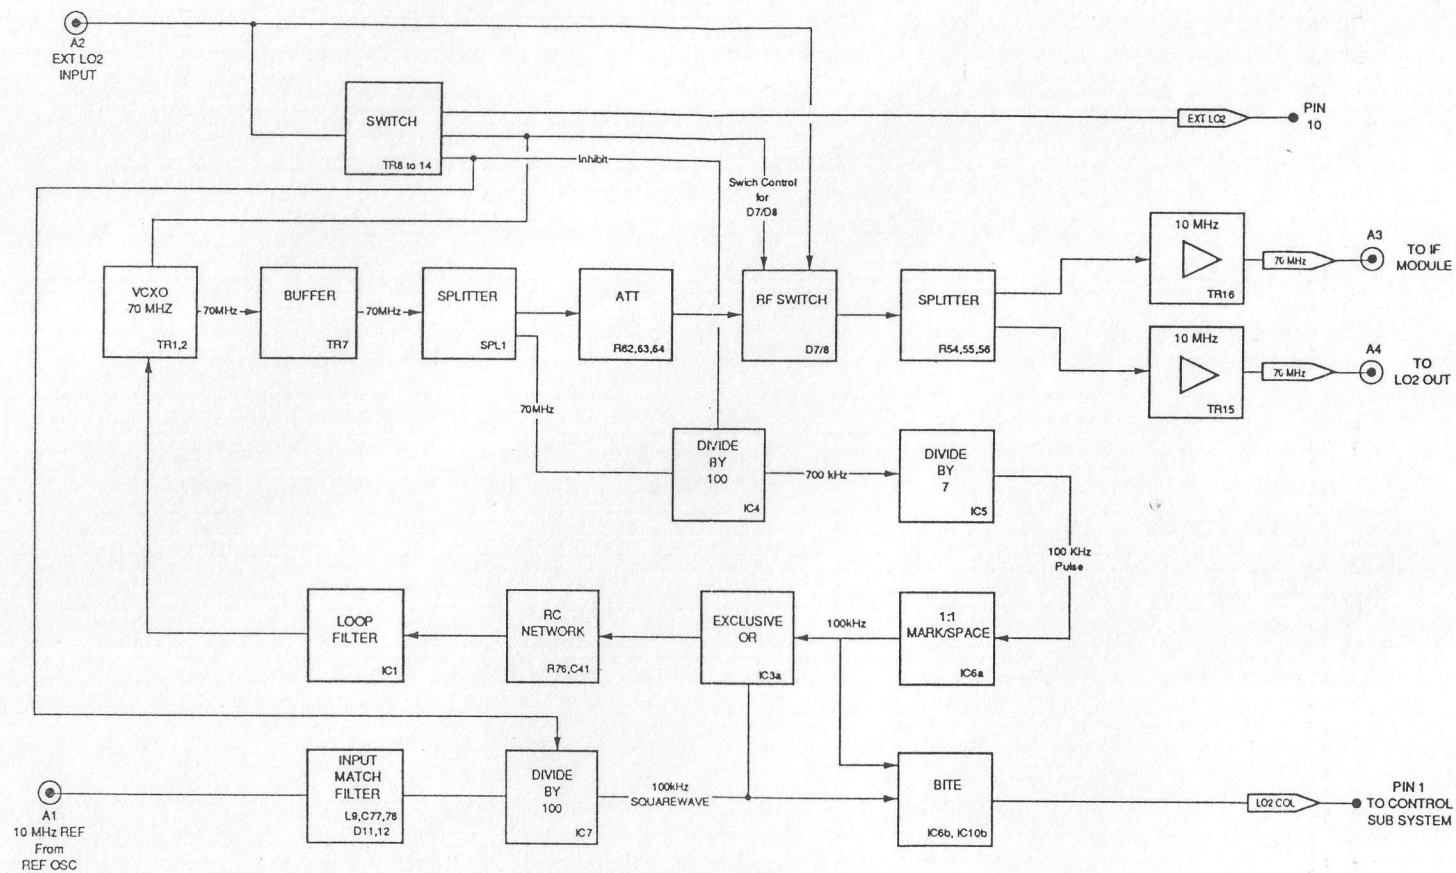 A2
EXT LO2
INPUT
SWITCH
TR8 to 14
EXT LO2
PIN
10
Inhibit
Swich Control
for
D7/D8
VCXO
70 MHZ
TR1,2
70MHz
BUFFER
TR7
70MHz
SPLITTER
SPL1
ATT
R62,63,64
RF SWITCH
D7/8
SPLITTER
R54,55,56
10 MHz
TR16
70 MHz
A3
TO IF
MODULE
10 MHz
TR15
70 MHz
A4
TO
LO2 OUT
70MHz
DIVIDE
BY
100
IC4
700 kHz
DIVIDE
BY
7
IC5
100 KHz
Pulse
LOOP
FILTER
IC1
RC
NETWORK
R76,C41
EXCLUSIVE
OR
IC3a
100kHz
1:1
MARK/SPACE
IC6a
A1
10 MHz REF
From
REF OSC
INPUT
MATCH
FILTER
L9,C77,78
D11,12
DIVIDE
BY
100
IC7
100kHz
SQUAREWAVE
BITE
IC6b, IC10b
LO2 COL
PIN 1
TO CONTROL
SUB SYSTEM